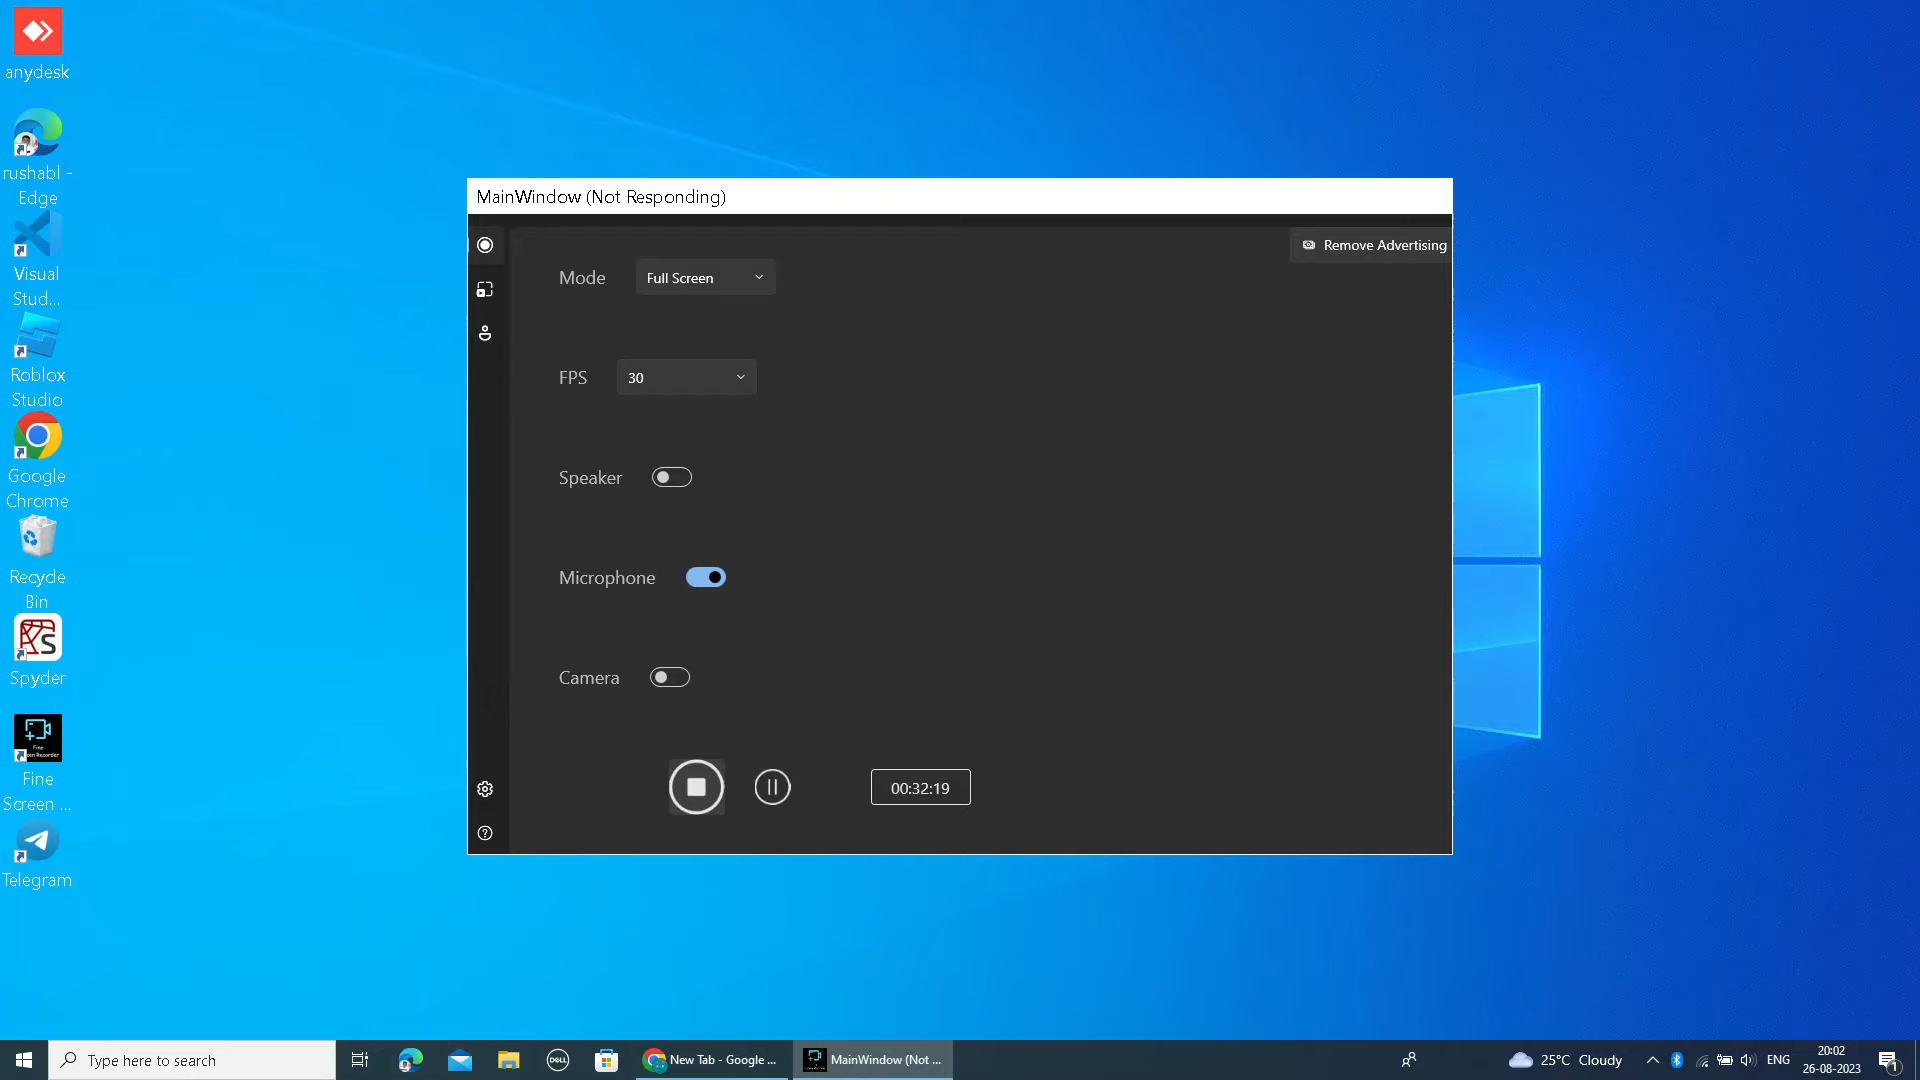 anydesk
rushabl -
Edge
Visual
Stud...
Roblox
Studio
Google
Chrome
Recycle
Bin
Spyder
Fine
Screen ...
Telegram
MainWindow (Not Responding)
Remove Advertising
Mode
Full Screen
FPS
30
Speaker
Microphone
Camera
00:32:19
Type here to search
DELL
New Tab - Google ...
MainWindow (Not ...
25°C Cloudy
ENG
20:02
26-08-2023
1